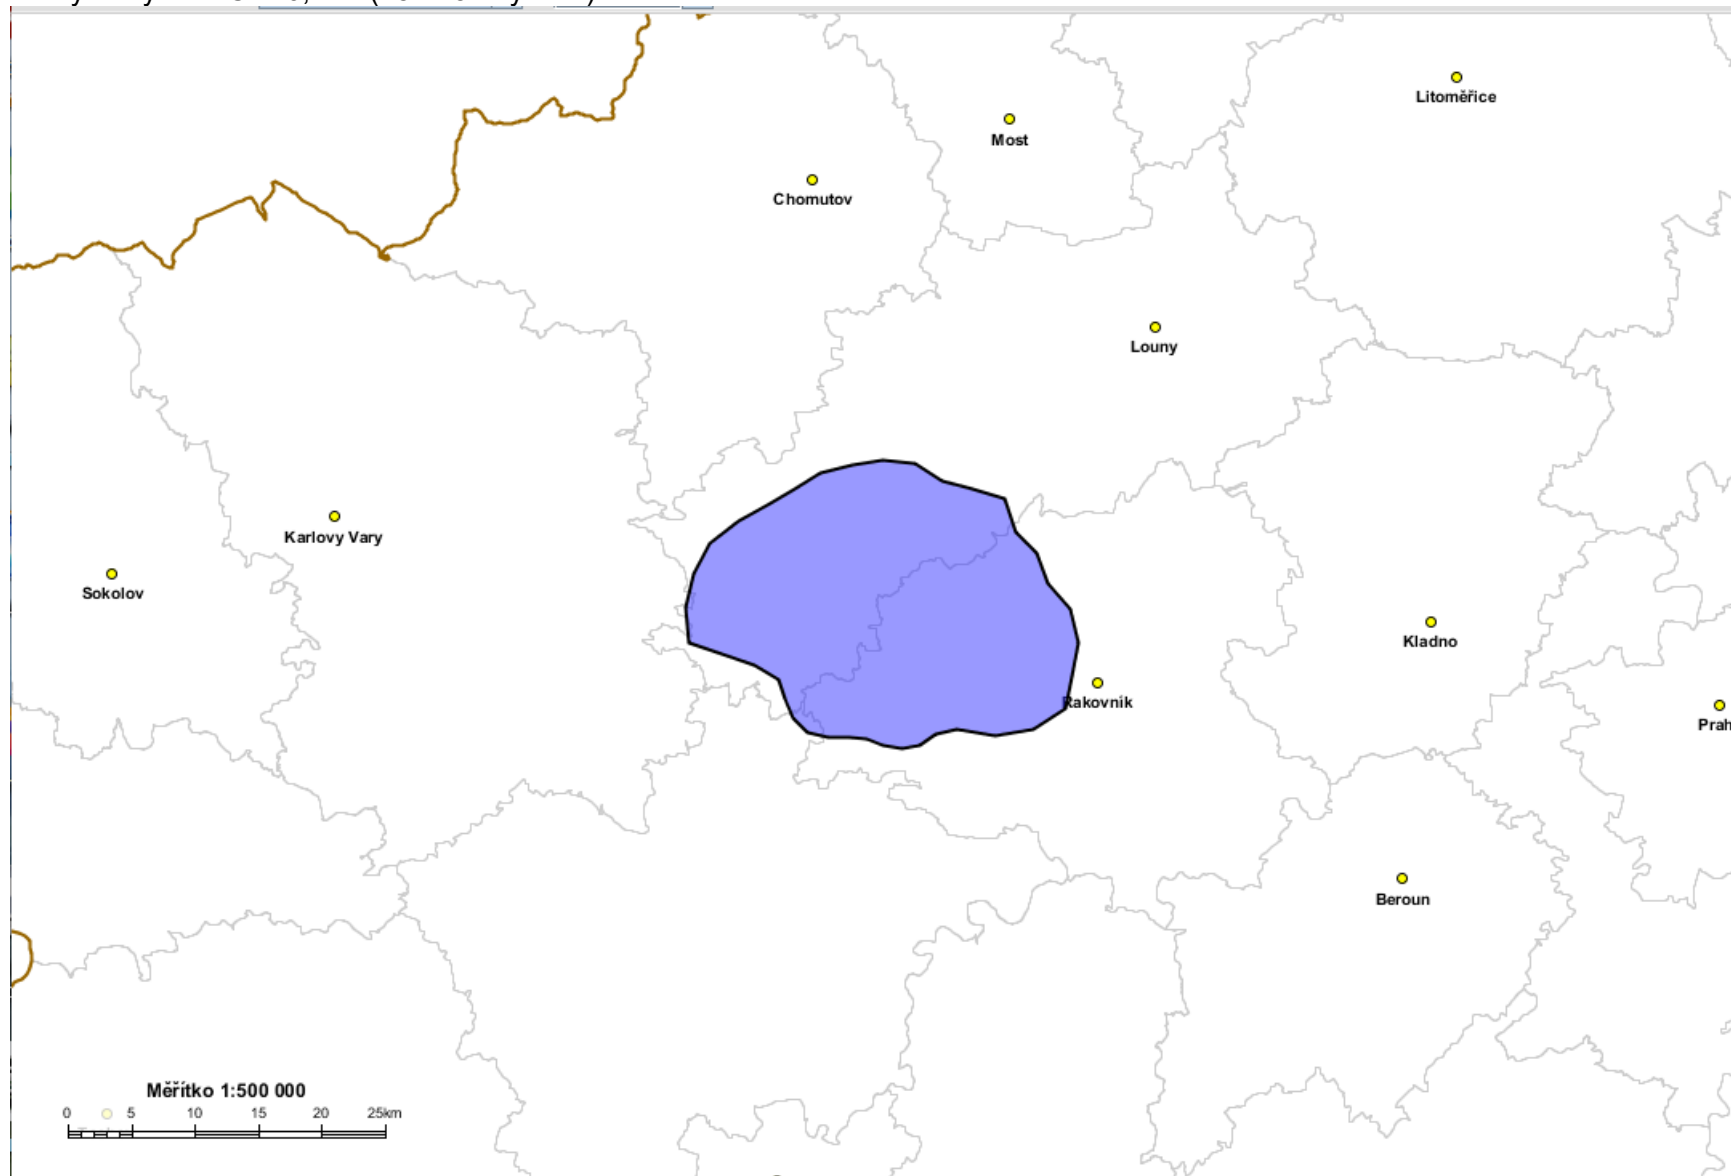 Litoměřice
Most
Chomutov
Louny
Karlovy Vary
Sokolov
Kladno
Rakovník
Prah
Beroun
Měřítko 1:500 000
0 5 10 15 20 25km